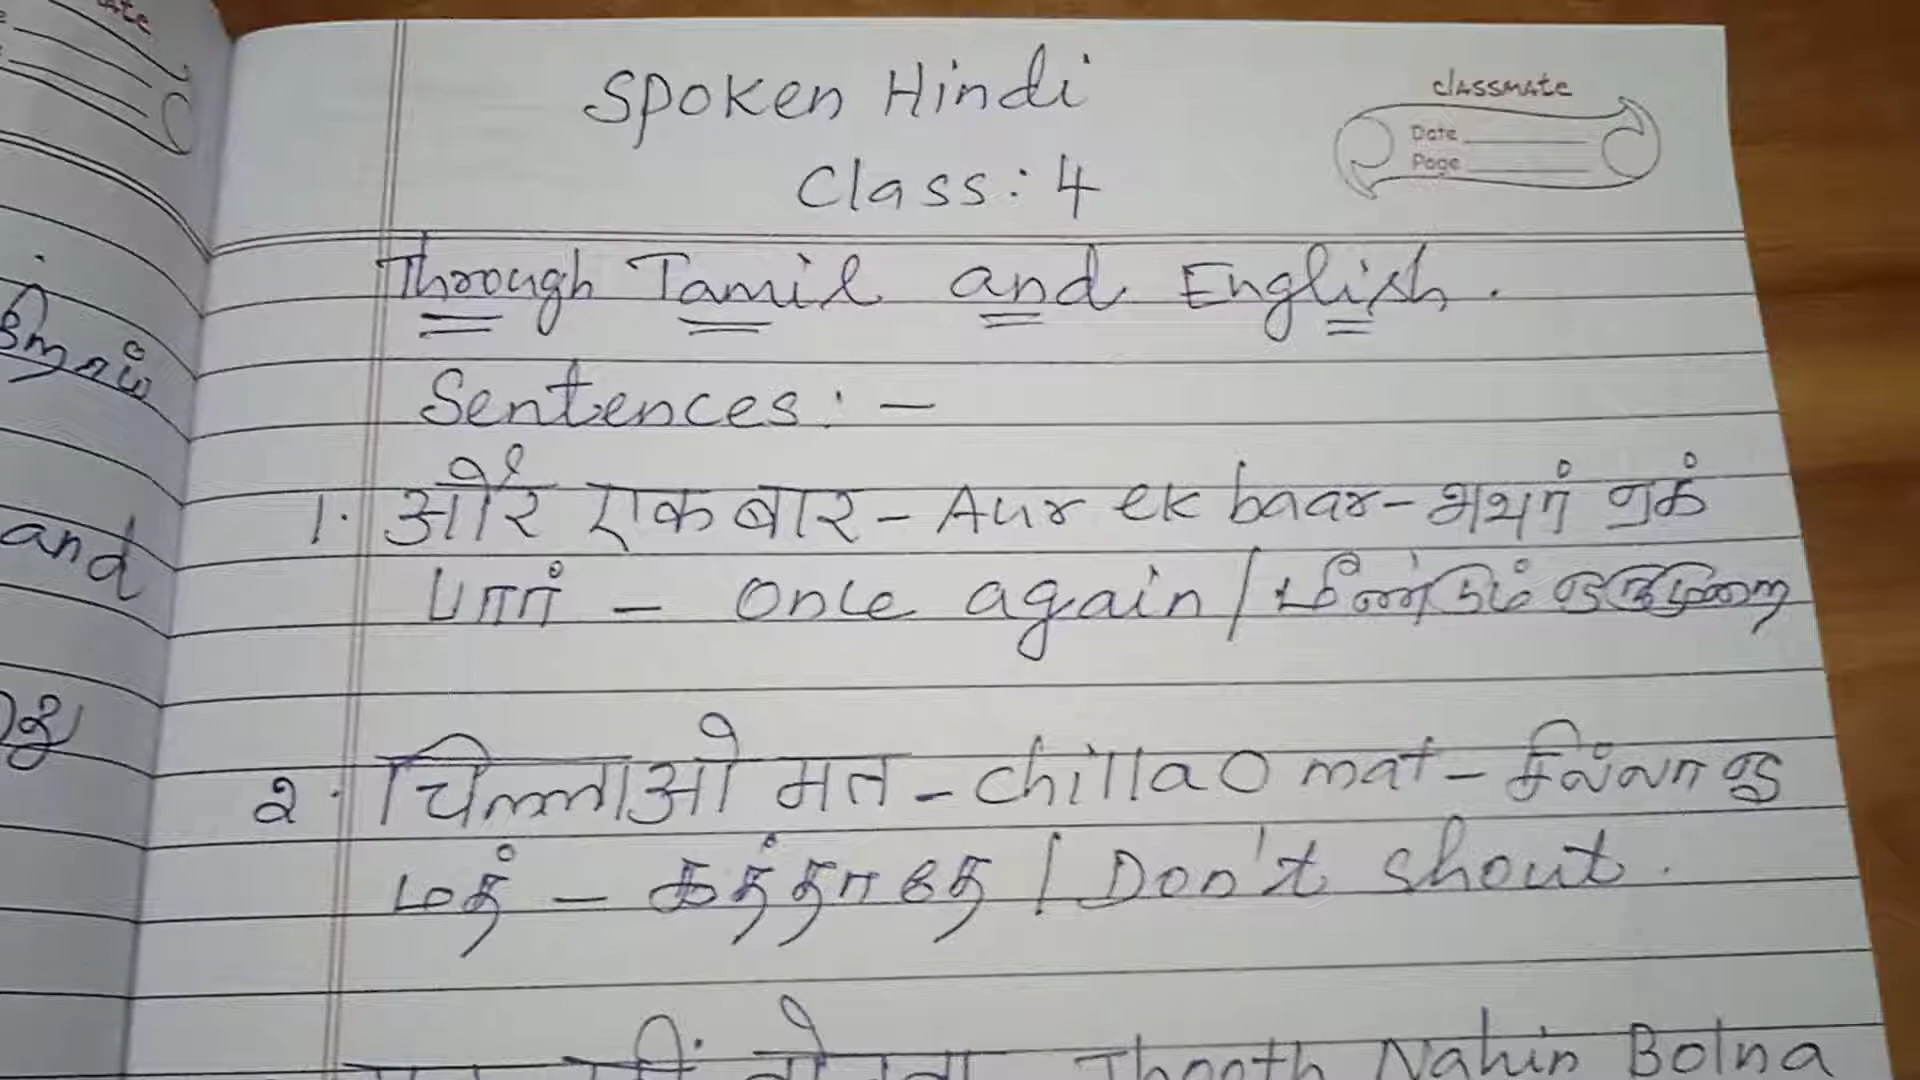 Spoken Hindi
classmate
Date
Page
Class: 4
Through Tamil and English.
Sentences: –
1. और एक बार – Aur ek baar – அவுர் ஏக்
பார் – Once again / மீண்டும் ஒருமுறை
2. चिल्लाओ मत – chillao mat – சில்லாஓ
மத் – கத்தாதே / Don't shout.
Jhooth Nahin Bolna
and